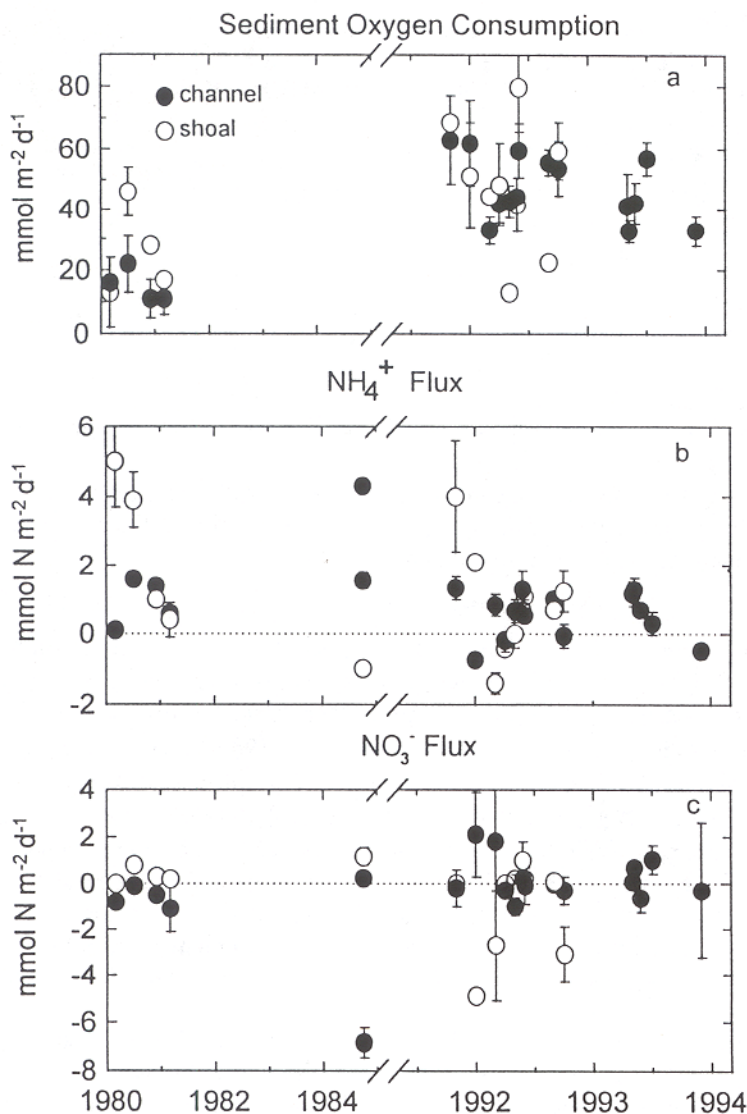 Sediment Oxygen Consumption
a
channel
shoal
80
60
40
20
0
mmol m⁻² d⁻¹
NH₄⁺ Flux
b
6
4
2
0
-2
mmol N m⁻² d⁻¹
NO₃⁻ Flux
c
4
2
0
-2
-4
-6
-8
mmol N m⁻² d⁻¹
1980 1982 1984 1992 1993 1994